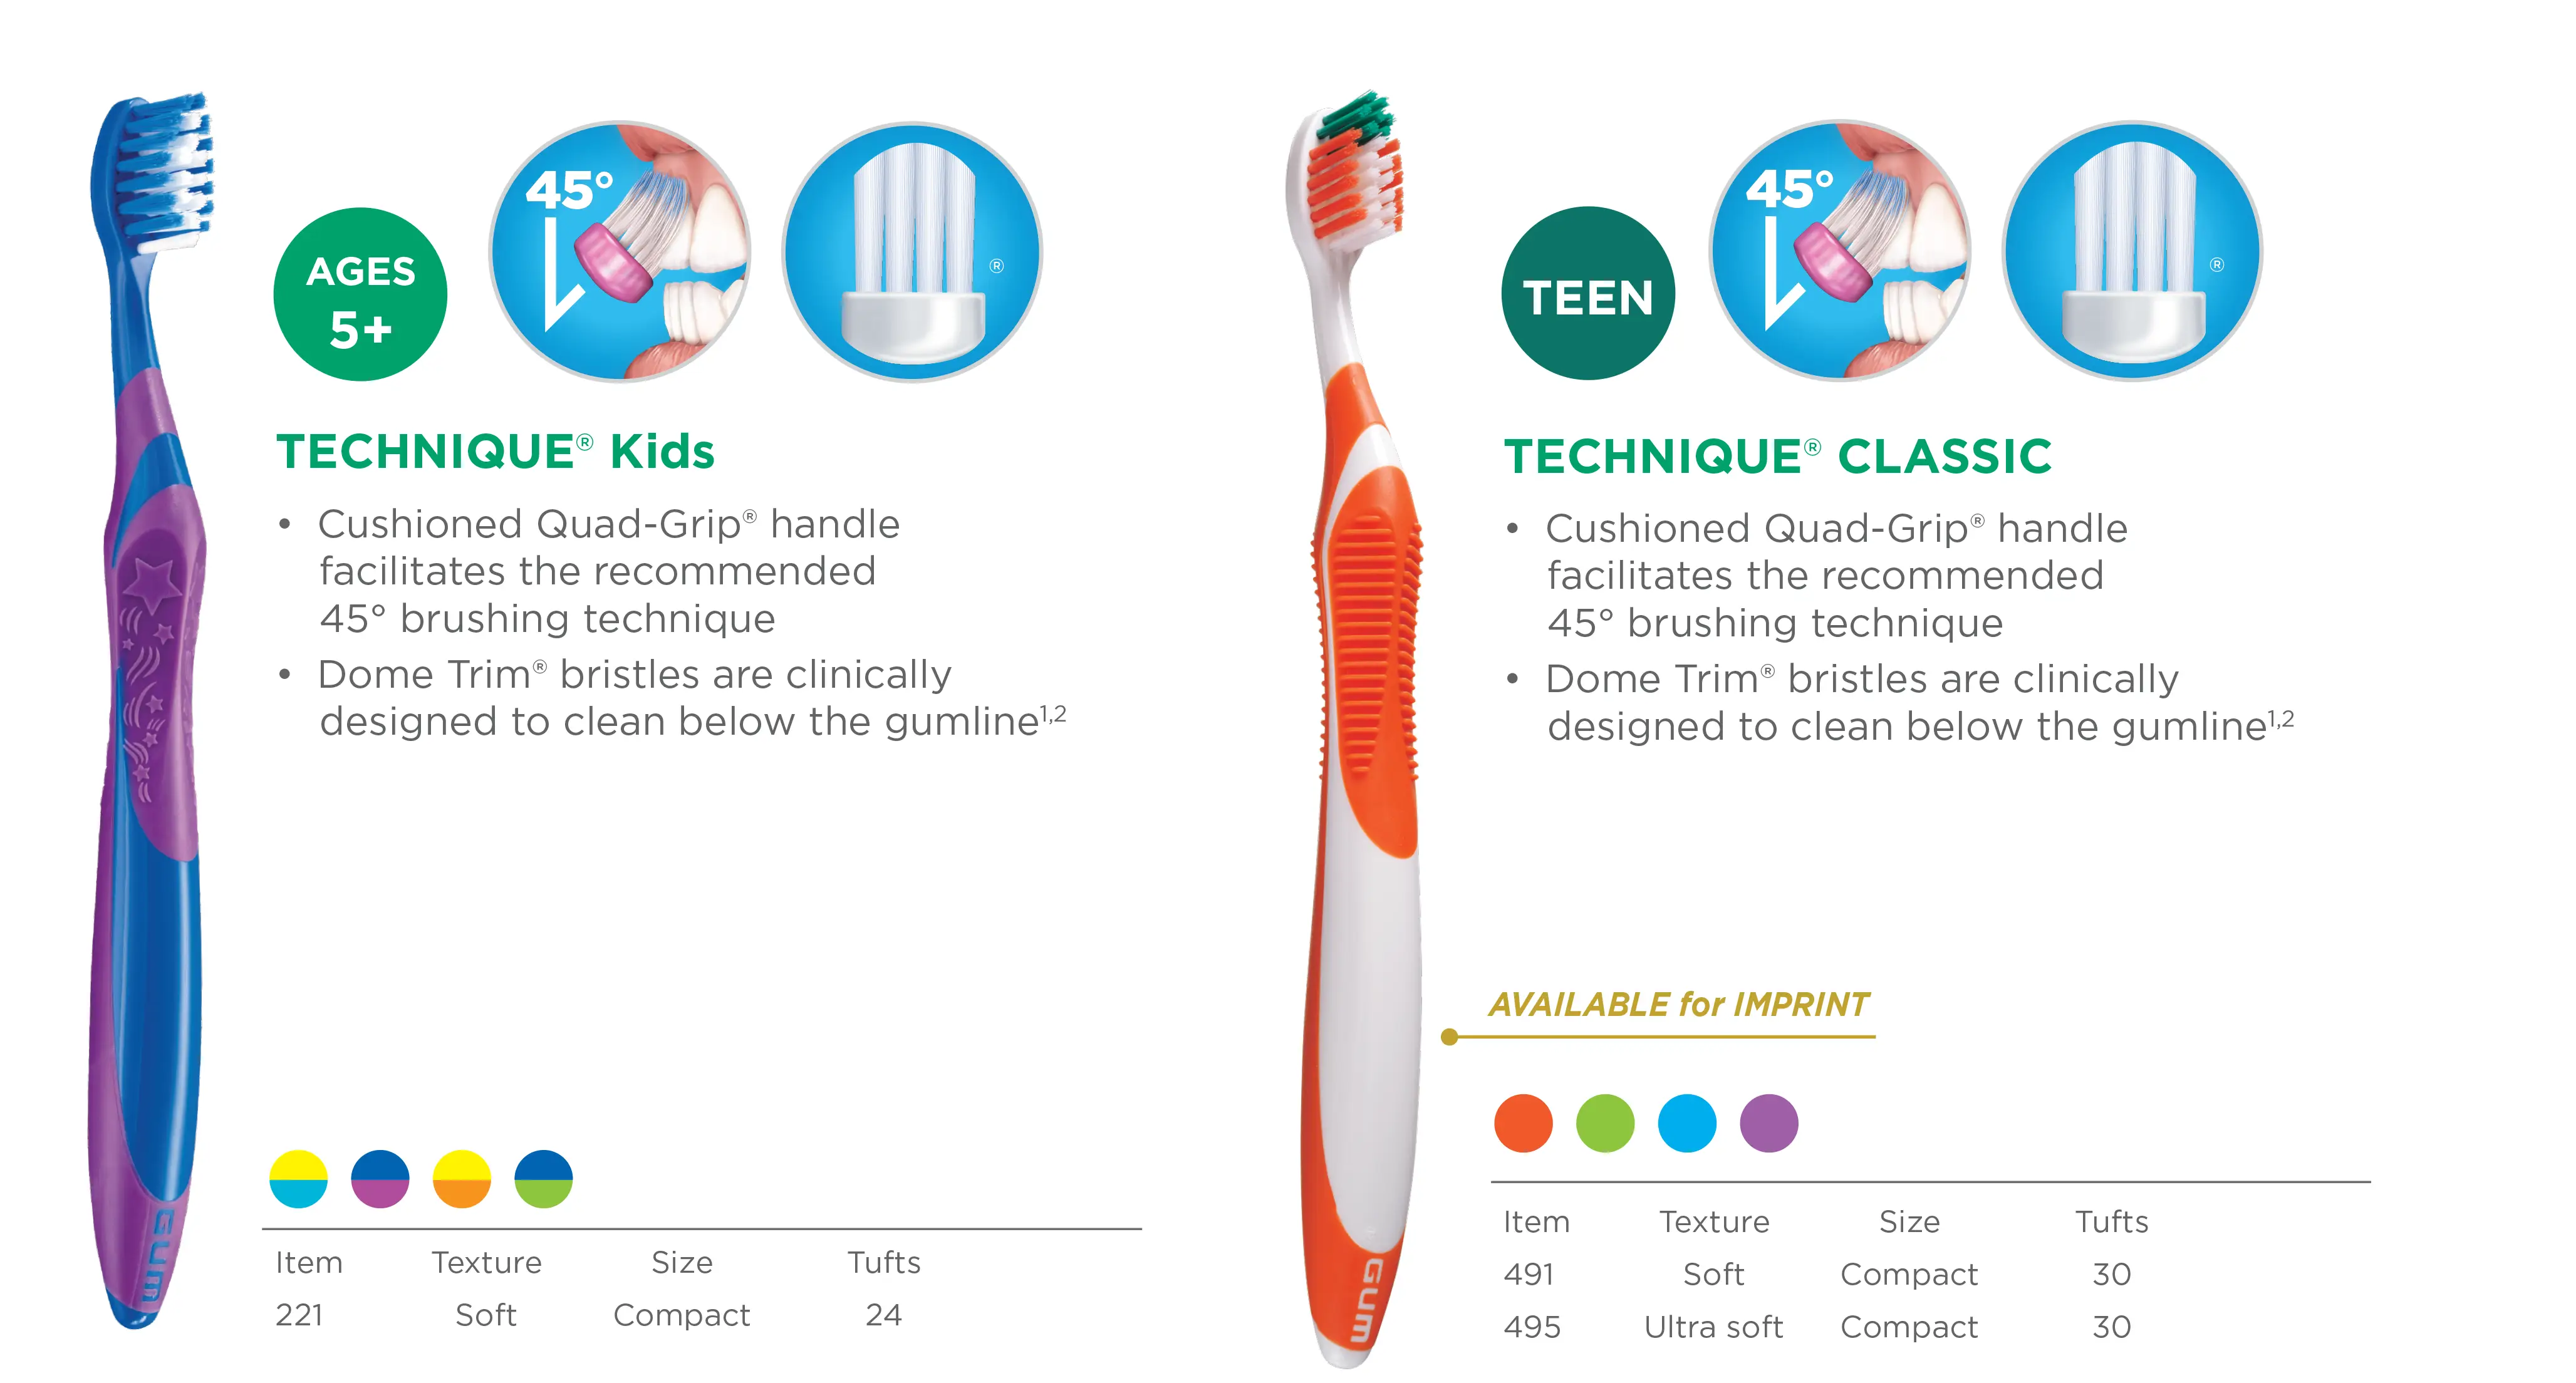 AGES
5+
45°
®
TECHNIQUE® Kids
• Cushioned Quad-Grip® handle
facilitates the recommended
45° brushing technique
• Dome Trim® bristles are clinically
designed to clean below the gumline1,2
Item Texture Size Tufts
221 Soft Compact 24
GUM
TEEN
45°
®
TECHNIQUE® CLASSIC
• Cushioned Quad-Grip® handle
facilitates the recommended
45° brushing technique
• Dome Trim® bristles are clinically
designed to clean below the gumline1,2
AVAILABLE for IMPRINT
Item Texture Size Tufts
491 Soft Compact 30
495 Ultra soft Compact 30
GUM